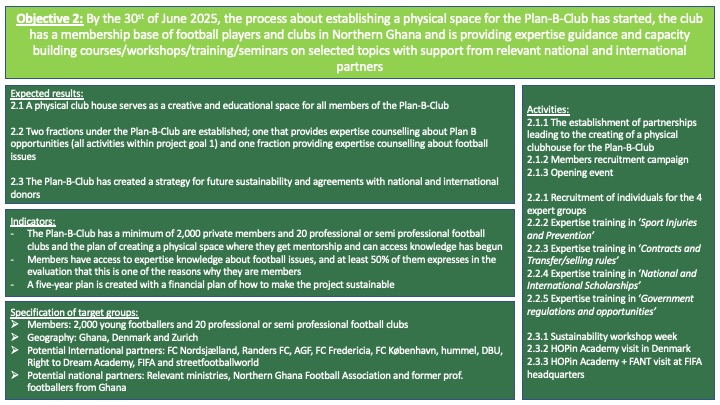 Objective 2: By the 30st of June 2025, the process about establishing a physical space for the Plan-B-Club has started, the club
has a membership base of football players and clubs in Northern Ghana and is providing expertise guidance and capacity
building courses/workshops/training/seminars on selected topics with support from relevant national and international
partners
Expected results:
2.1 A physical club house serves as a creative and educational space for all members of the Plan-B-Club
2.2 Two fractions under the Plan-B-Club are established; one that provides expertise counselling about Plan B
opportunities (all activities within project goal 1) and one fraction providing expertise counselling about football
issues
2.3 The Plan-B-Club has created a strategy for future sustainability and agreements with national and international
donors
Indicators:
- The Plan-B-Club has a minimum of 2,000 private members and 20 professional or semi professional football
clubs and the plan of creating a physical space where they get mentorship and can access knowledge has begun
- Members have access to expertise knowledge about football issues, and at least 50% of them expresses in the
evaluation that this is one of the reasons why they are members
- A five-year plan is created with a financial plan of how to make the project sustainable
Specification of target groups:
➢ Members: 2,000 young footballers and 20 professional or semi professional football clubs
➢ Geography: Ghana, Denmark and Zurich
➢ Potential International partners: FC Nordsjælland, Randers FC, AGF, FC Fredericia, FC København, hummel, DBU,
Right to Dream Academy, FIFA and streetfootballworld
➢ Potential national partners: Relevant ministries, Northern Ghana Football Association and former prof.
footballers from Ghana
Activities:
2.1.1 The establishment of partnerships
leading to the creating of a physical
clubhouse for the Plan-B-Club
2.1.2 Members recruitment campaign
2.1.3 Opening event
2.2.1 Recruitment of individuals for the 4
expert groups
2.2.2 Expertise training in ‘Sport Injuries
and Prevention’
2.2.3 Expertise training in ‘Contracts and
Transfer/selling rules’
2.2.4 Expertise training in ‘National and
International Scholarships’
2.2.5 Expertise training in ‘Government
regulations and opportunities’
2.3.1 Sustainability workshop week
2.3.2 HOPin Academy visit in Denmark
2.3.3 HOPin Academy + FANT visit at FIFA
headquarters